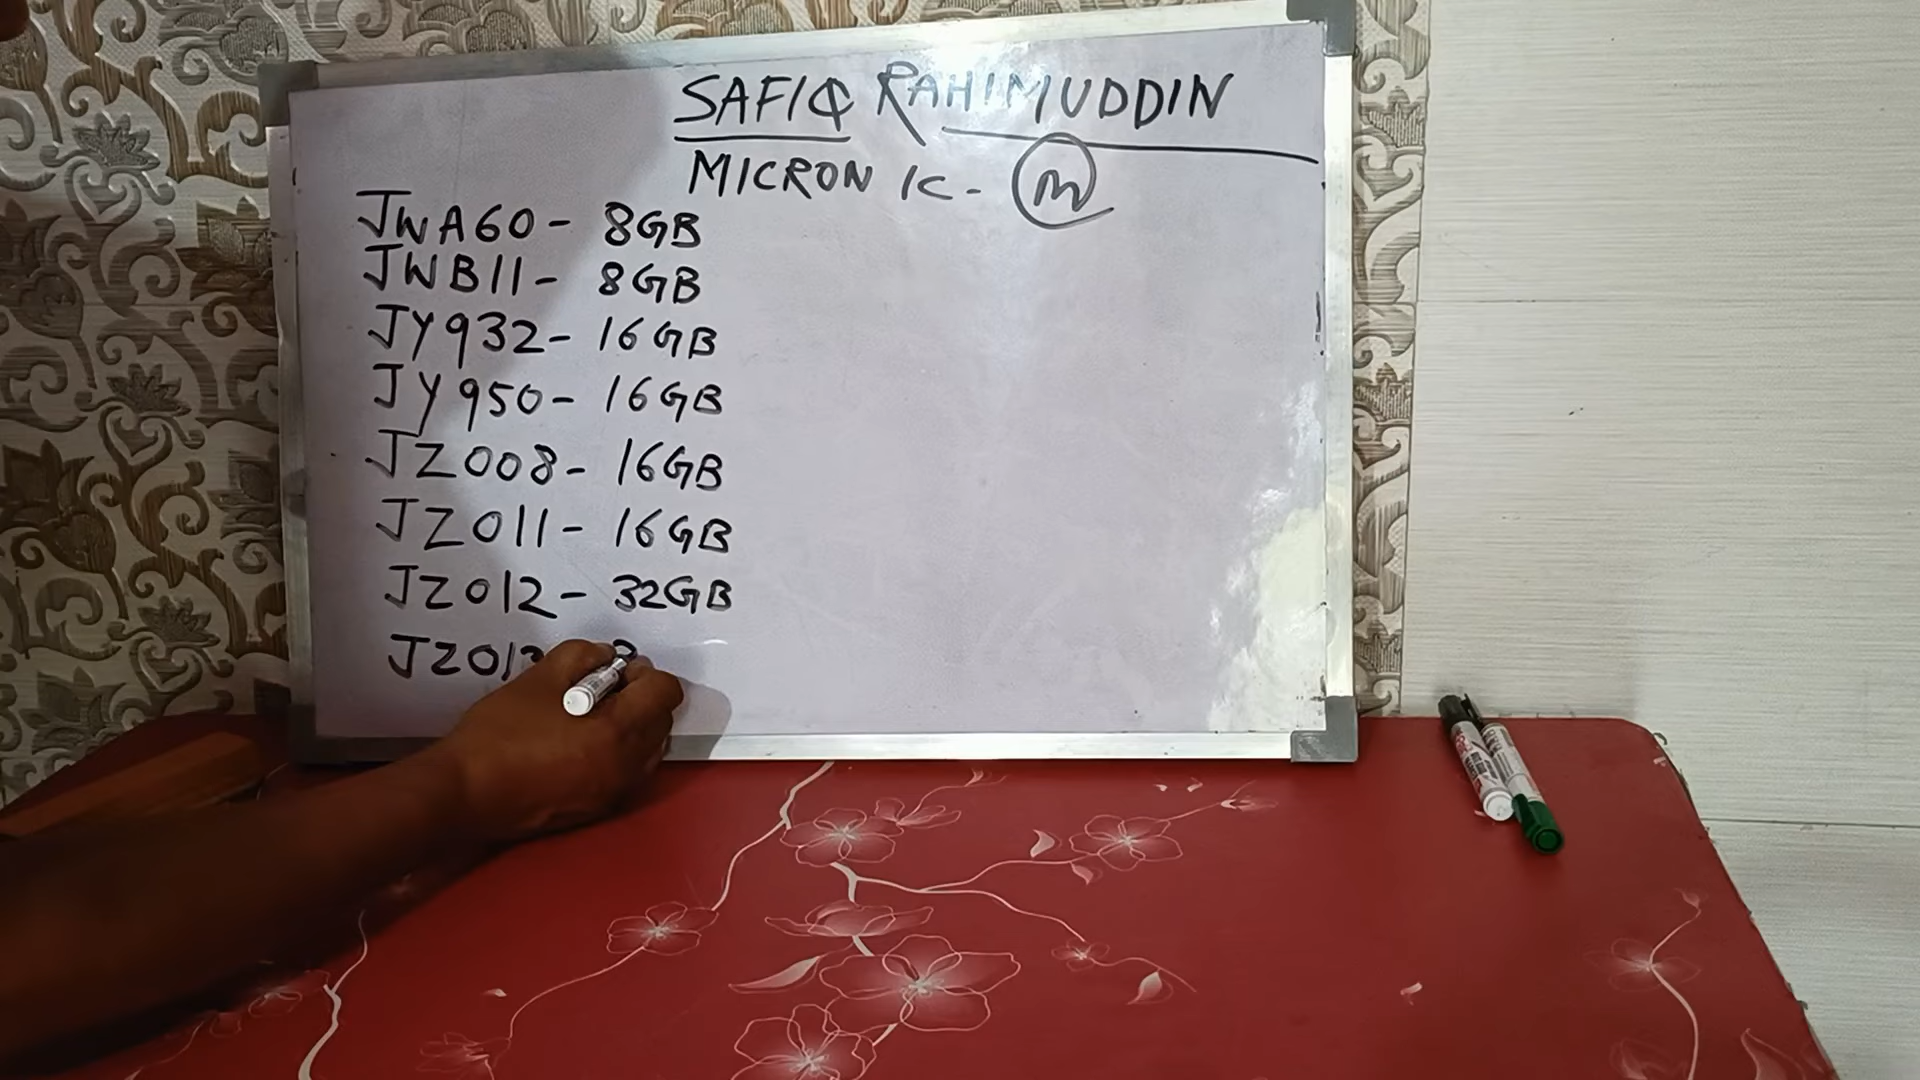 SAFIQ RAHIMUDDIN
MICRON IC - M
JWA60 - 8GB
JWB11 - 8GB
JY932 - 16GB
JY950 - 16GB
JZ008 - 16GB
JZ011 - 16GB
JZ012 - 32GB